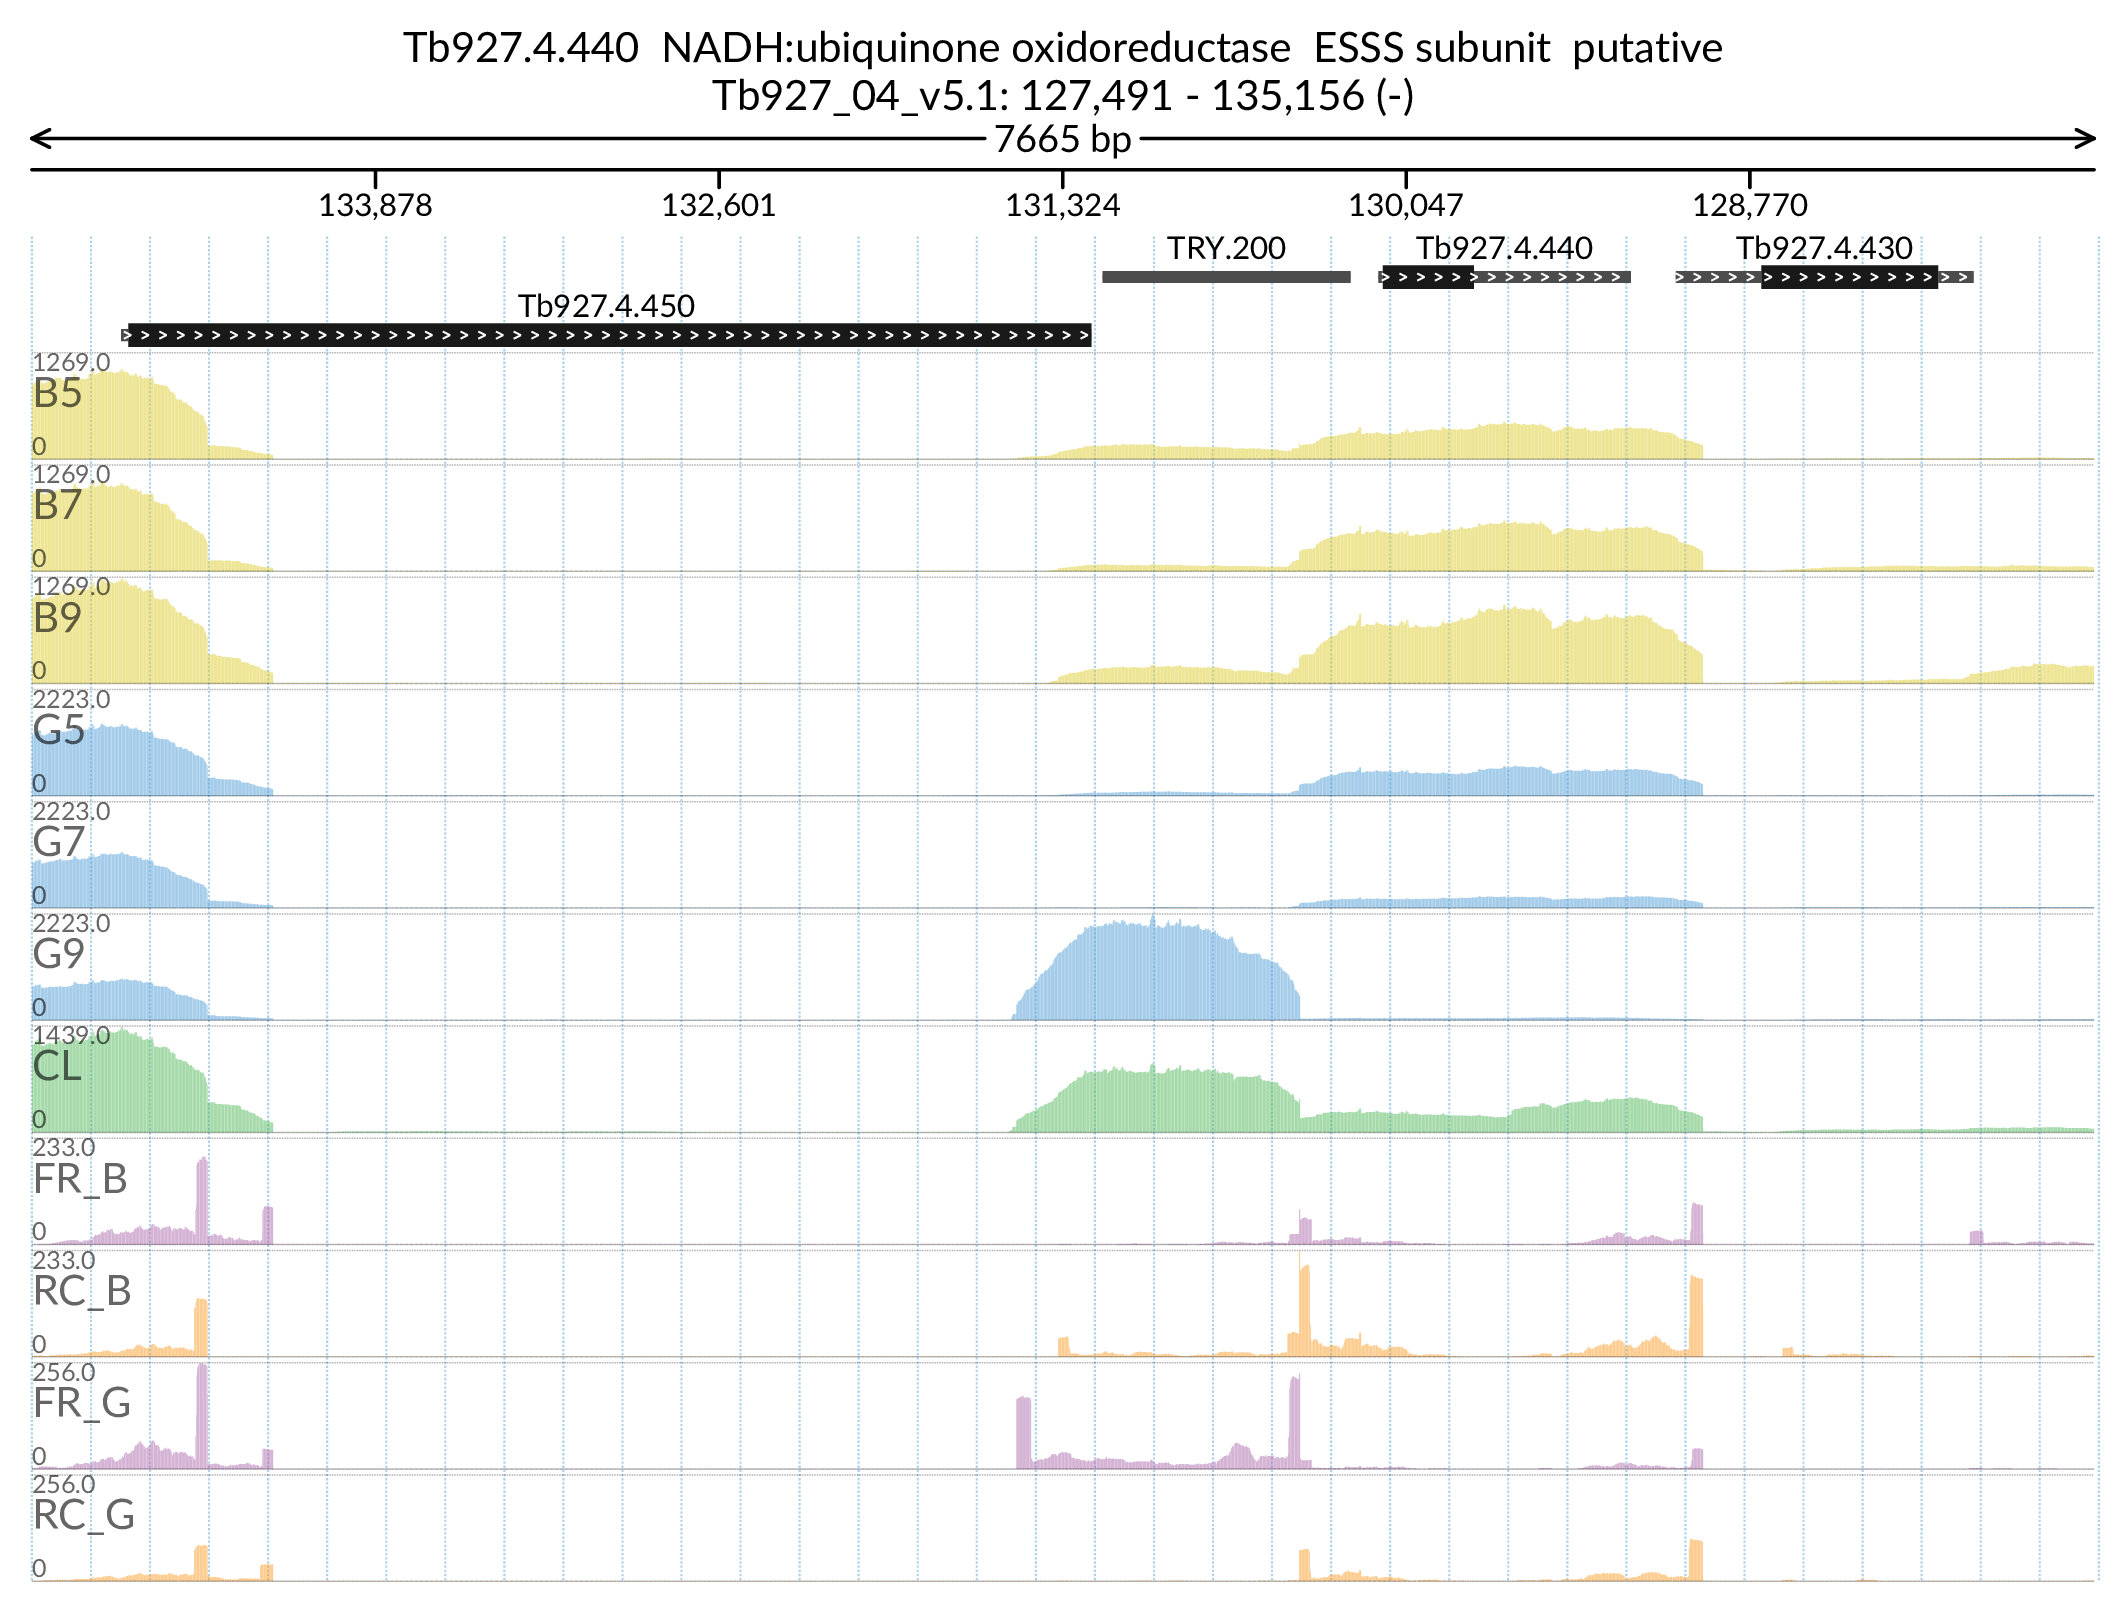 Tb927.4.440 NADH:ubiquinone oxidoreductase ESSS subunit putative
Tb927_04_v5.1: 127,491 - 135,156 (-)
7665 bp
133,878 132,601 131,324 130,047 128,770
TRY.200 Tb927.4.440 Tb927.4.430
Tb927.4.450
1269.0
B5
0
1269.0
B7
0
1269.0
B9
0
2223.0
G5
0
2223.0
G7
0
2223.0
G9
0
1439.0
CL
0
233.0
FR_B
0
233.0
RC_B
0
256.0
FR_G
0
256.0
RC_G
0